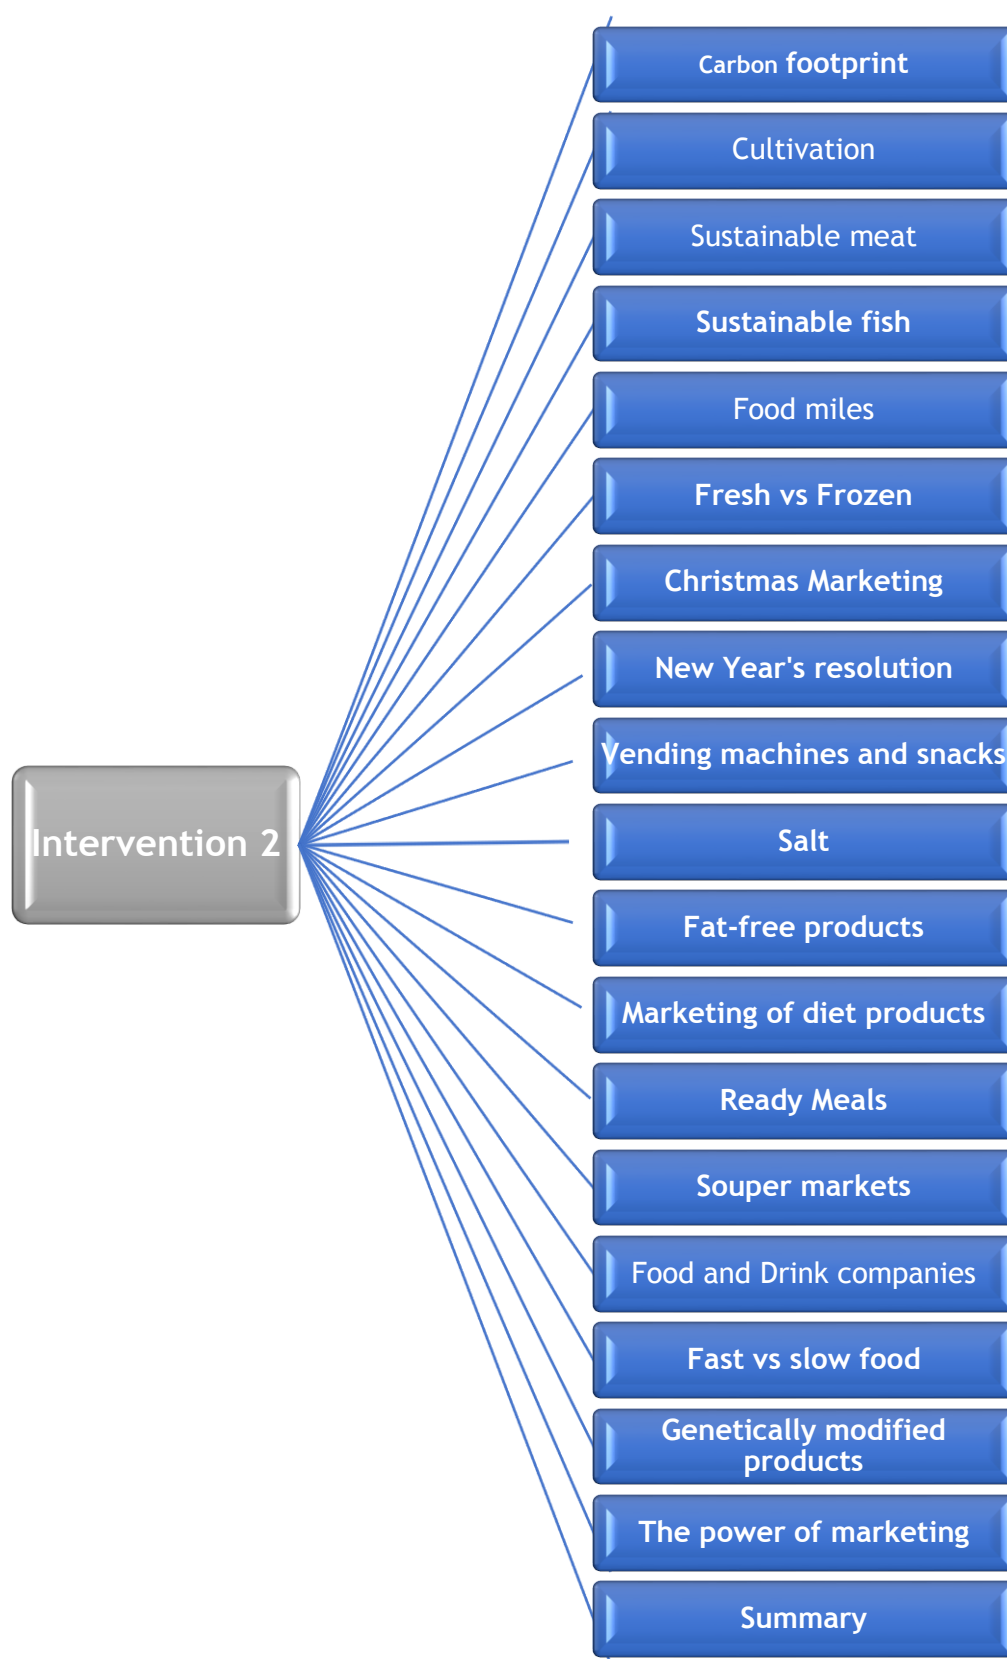 Carbon footprint
Cultivation
Sustainable meat
Sustainable fish
Food miles
Fresh vs Frozen
Christmas Marketing
New Year's resolution
Vending machines and snacks
Intervention 2
Salt
Fat-free products
Marketing of diet products
Ready Meals
Souper markets
Food and Drink companies
Fast vs slow food
Genetically modified
products
The power of marketing
Summary